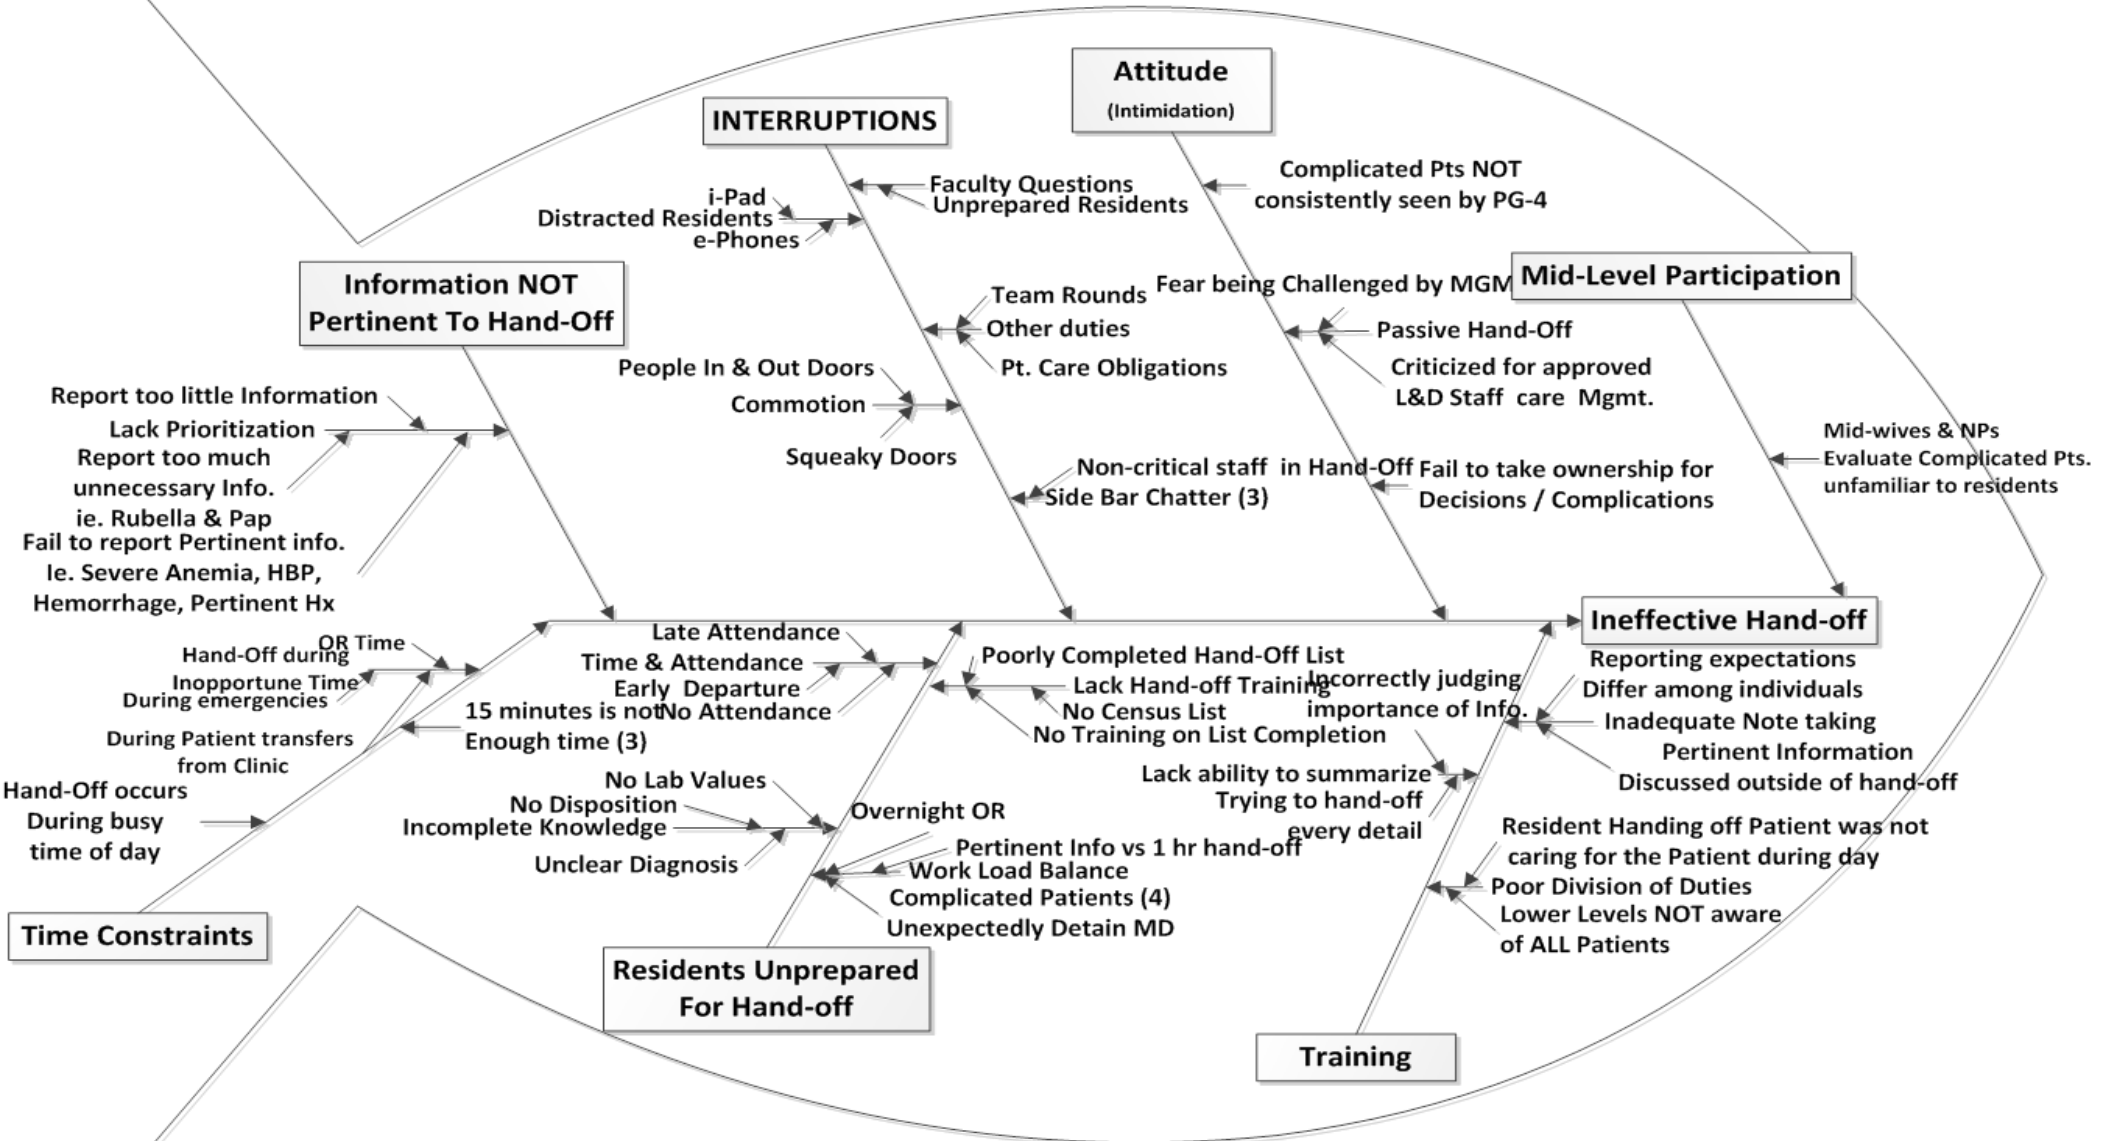 Attitude
(Intimidation)
INTERRUPTIONS
Complicated Pts NOT
consistently seen by PG-4
Faculty Questions
Unprepared Residents
i-Pad
Distracted Residents
e-Phones
Mid-Level Participation
Information NOT
Pertinent To Hand-Off
Team Rounds
Other duties
Pt. Care Obligations
Fear being Challenged by MGM
Passive Hand-Off
Criticized for approved
L&D Staff care Mgmt.
People In & Out Doors
Commotion
Squeaky Doors
Report too little Information
Lack Prioritization
Report too much
unnecessary Info.
ie. Rubella & Pap
Fail to report Pertinent info.
Ie. Severe Anemia, HBP,
Hemorrhage, Pertinent Hx
Non-critical staff in Hand-Off
Side Bar Chatter (3)
Fail to take ownership for
Decisions / Complications
Mid-wives & NPs
Evaluate Complicated Pts.
unfamiliar to residents
Ineffective Hand-off
OR Time
Hand-Off during
Inopportune Time
During emergencies
During Patient transfers
from Clinic
15 minutes is not
Enough time (3)
Hand-Off occurs
During busy
time of day
Time Constraints
Late Attendance
Time & Attendance
Early Departure
No Attendance
Poorly Completed Hand-Off List
Lack Hand-off Training
No Census List
No Training on List Completion
No Lab Values
No Disposition
Incomplete Knowledge
Unclear Diagnosis
Overnight OR
Pertinent Info vs 1 hr hand-off
Work Load Balance
Complicated Patients (4)
Unexpectedly Detain MD
Residents Unprepared
For Hand-off
Incorrectly judging
importance of Info.
Lack ability to summarize
Trying to hand-off
every detail
Reporting expectations
Differ among individuals
Inadequate Note taking
Pertinent Information
Discussed outside of hand-off
Resident Handing off Patient was not
caring for the Patient during day
Poor Division of Duties
Lower Levels NOT aware
of ALL Patients
Training